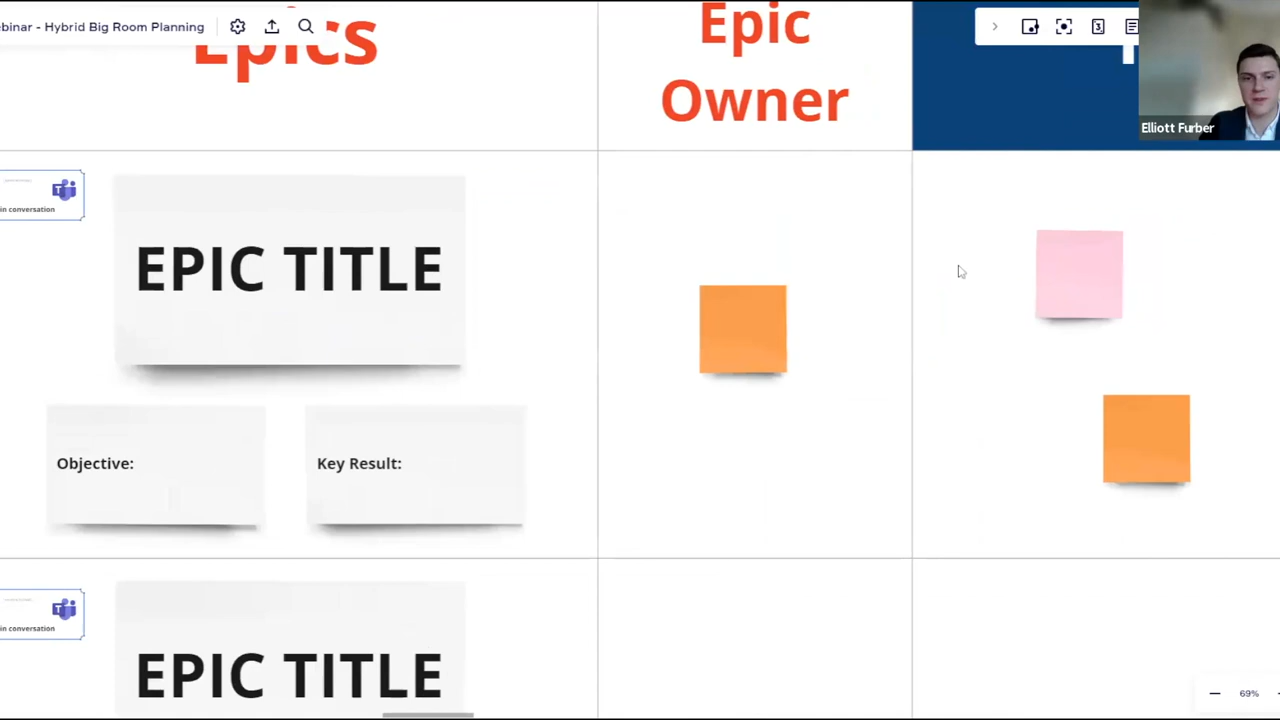 ebinar - Hybrid Big Room Planning
Epics
Epic
Owner
Elliott Furber
in conversation
EPIC TITLE
Objective:
Key Result:
in conversation
EPIC TITLE
69%